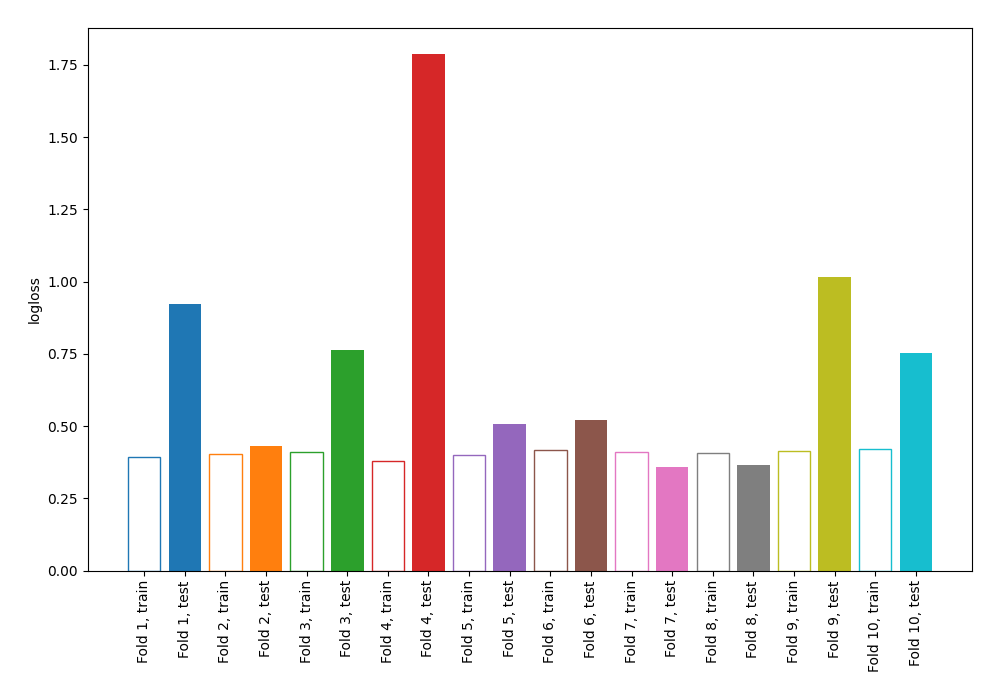 logloss
1.75
1.50
1.25
1.00
0.75
0.50
0.25
0.00
Fold 1, train
Fold 1, test
Fold 2, train
Fold 2, test
Fold 3, train
Fold 3, test
Fold 4, train
Fold 4, test
Fold 5, train
Fold 5, test
Fold 6, train
Fold 6, test
Fold 7, train
Fold 7, test
Fold 8, train
Fold 8, test
Fold 9, train
Fold 9, test
Fold 10, train
Fold 10, test